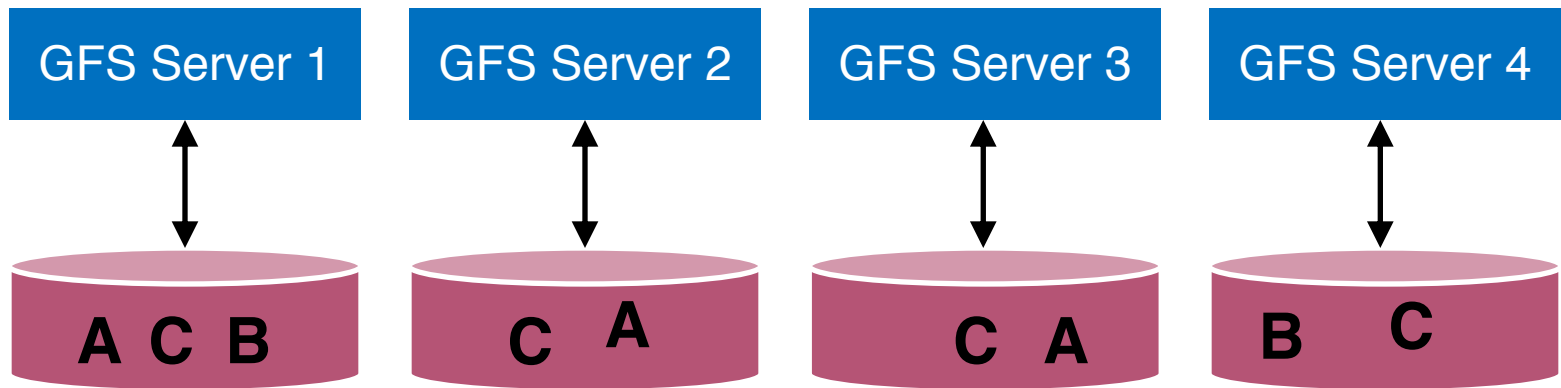 GFS Server 1 GFS Server 2 GFS Server 3 GFS Server 4
A C B C A C A B C